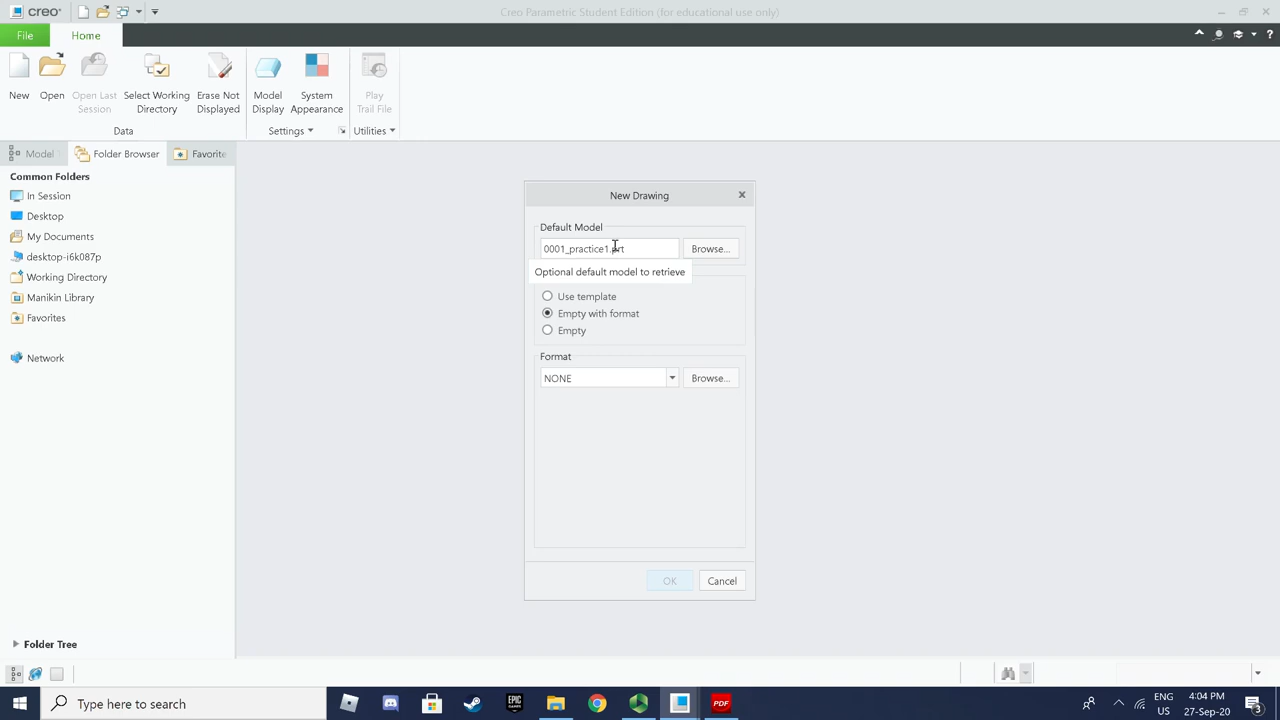 creo
Creo Parametric Student Edition (for educational use only)
File
Home
New
Open
Open Last Session
Select Working Directory
Erase Not Displayed
Model Display
System Appearance
Play Trail File
Data
Settings
Utilities
Model
Folder Browser
Favorite
Common Folders
In Session
Desktop
My Documents
desktop-i6k087p
Working Directory
Manikin Library
Favorites
Network
Folder Tree
New Drawing
Default Model
0001_practice1.prt
Browse...
Optional default model to retrieve
Use template
Empty with format
Empty
Format
NONE
Browse...
OK
Cancel
Type here to search
EPIC GAMES
PDF
ENG
US
4:04 PM
27-Sep-20
3